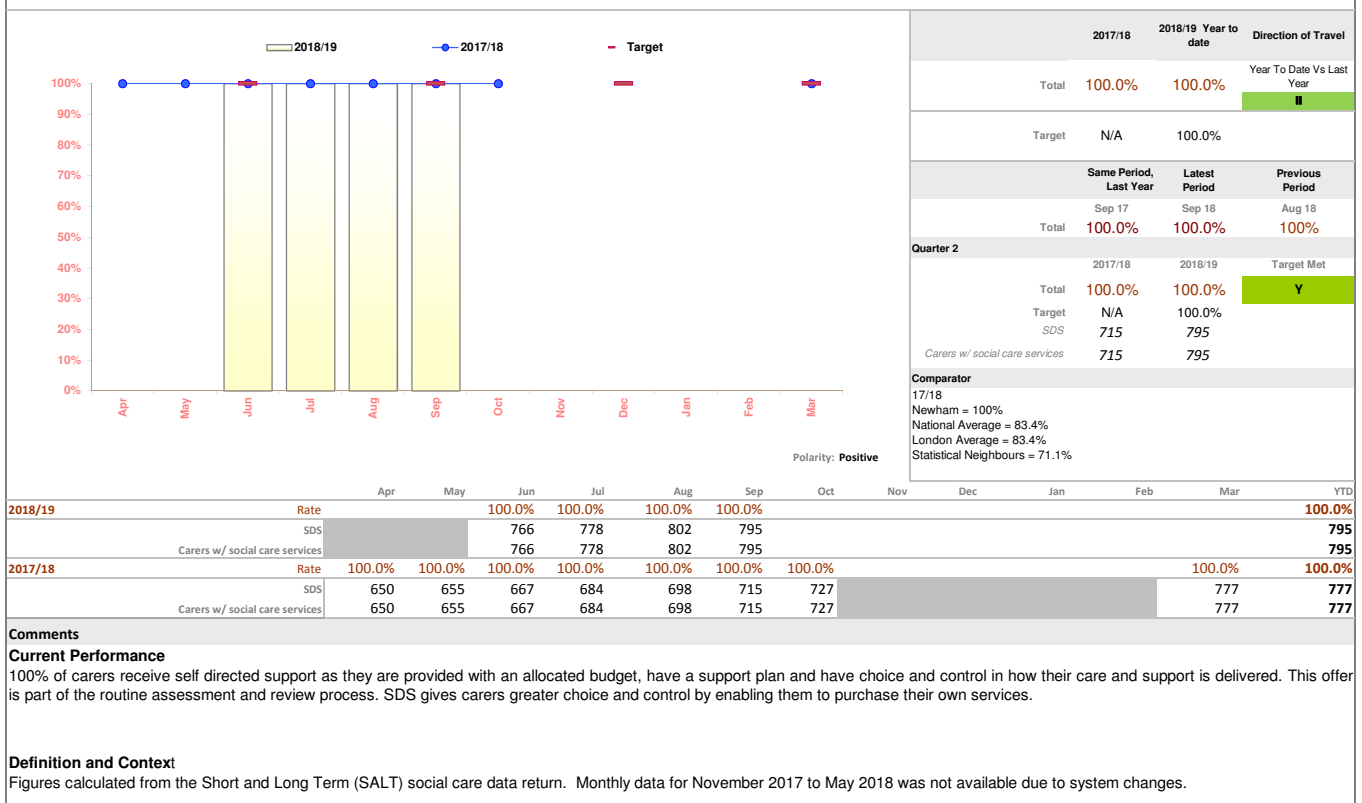 2018/19 2017/18 Target
100%
90%
80%
70%
60%
50%
40%
30%
20%
10%
0%
Apr May Jun Jul Aug Sep Oct Nov Dec Jan Feb Mar
Polarity: Positive
2017/18 2018/19 Year to date Direction of Travel
Year To Date Vs Last Year
Total 100.0% 100.0%
Target N/A 100.0%
Same Period, Last Year Latest Period Previous Period
Sep 17 Sep 18 Aug 18
Total 100.0% 100.0% 100%
Quarter 2
2017/18 2018/19 Target Met
Total 100.0% 100.0% Y
Target N/A 100.0%
SDS 715 795
Carers w/ social care services 715 795
Comparator
17/18
Newham = 100%
National Average = 83.4%
London Average = 83.4%
Statistical Neighbours = 71.1%
Apr May Jun Jul Aug Sep Oct Nov Dec Jan Feb Mar YTD
2018/19 Rate 100.0% 100.0% 100.0% 100.0% 100.0%
SDS 766 778 802 795 795
Carers w/ social care services 766 778 802 795 795
2017/18 Rate 100.0% 100.0% 100.0% 100.0% 100.0% 100.0% 100.0% 100.0% 100.0%
SDS 650 655 667 684 698 715 727 777 777
Carers w/ social care services 650 655 667 684 698 715 727 777 777
Comments
Current Performance
100% of carers receive self directed support as they are provided with an allocated budget, have a support plan and have choice and control in how their care and support is delivered. This offer
is part of the routine assessment and review process. SDS gives carers greater choice and control by enabling them to purchase their own services.
Definition and Context
Figures calculated from the Short and Long Term (SALT) social care data return. Monthly data for November 2017 to May 2018 was not available due to system changes.